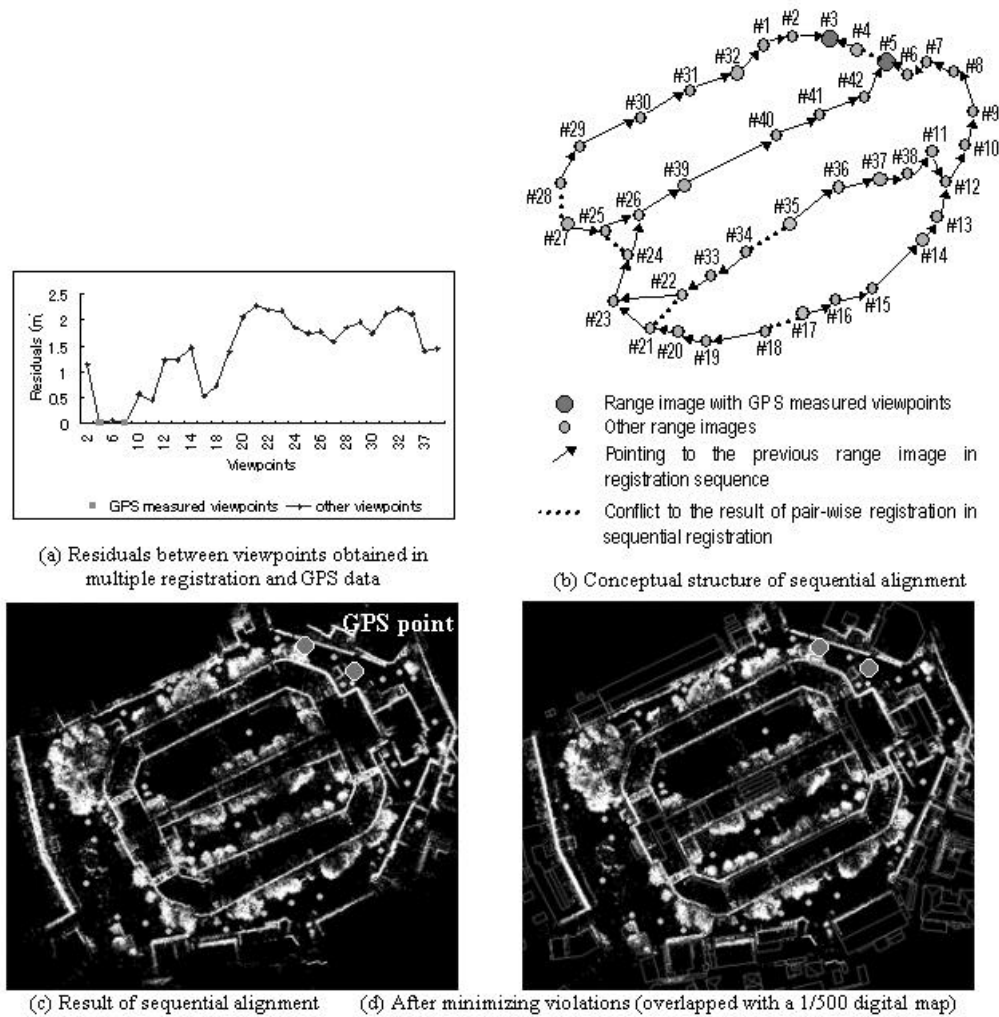 2.5
2
1.5
1
0.5
0
Residuals (m)
2 6 10 12 14 17 20 22 24 26 28 30 32 37
Viewpoints
GPS measured viewpoints other viewpoints
(a) Residuals between viewpoints obtained in
multiple registration and GPS data
#1 #2 #3 #4 #5 #6 #7 #8
#9
#10
#11
#12
#13
#14
#15
#16
#17
#18
#19
#20
#21
#22
#23
#24
#25
#26
#27
#28
#29
#30
#31
#32
#33
#34
#35
#36
#37
#38
#39
#40
#41
#42
Range image with GPS measured viewpoints
Other range images
Pointing to the previous range image in
registration sequence
Conflict to the result of pair-wise registration in
sequential registration
(b) Conceptual structure of sequential alignment
GPS point
(c) Result of sequential alignment
(d) After minimizing violations (overlapped with a 1/500 digital map)